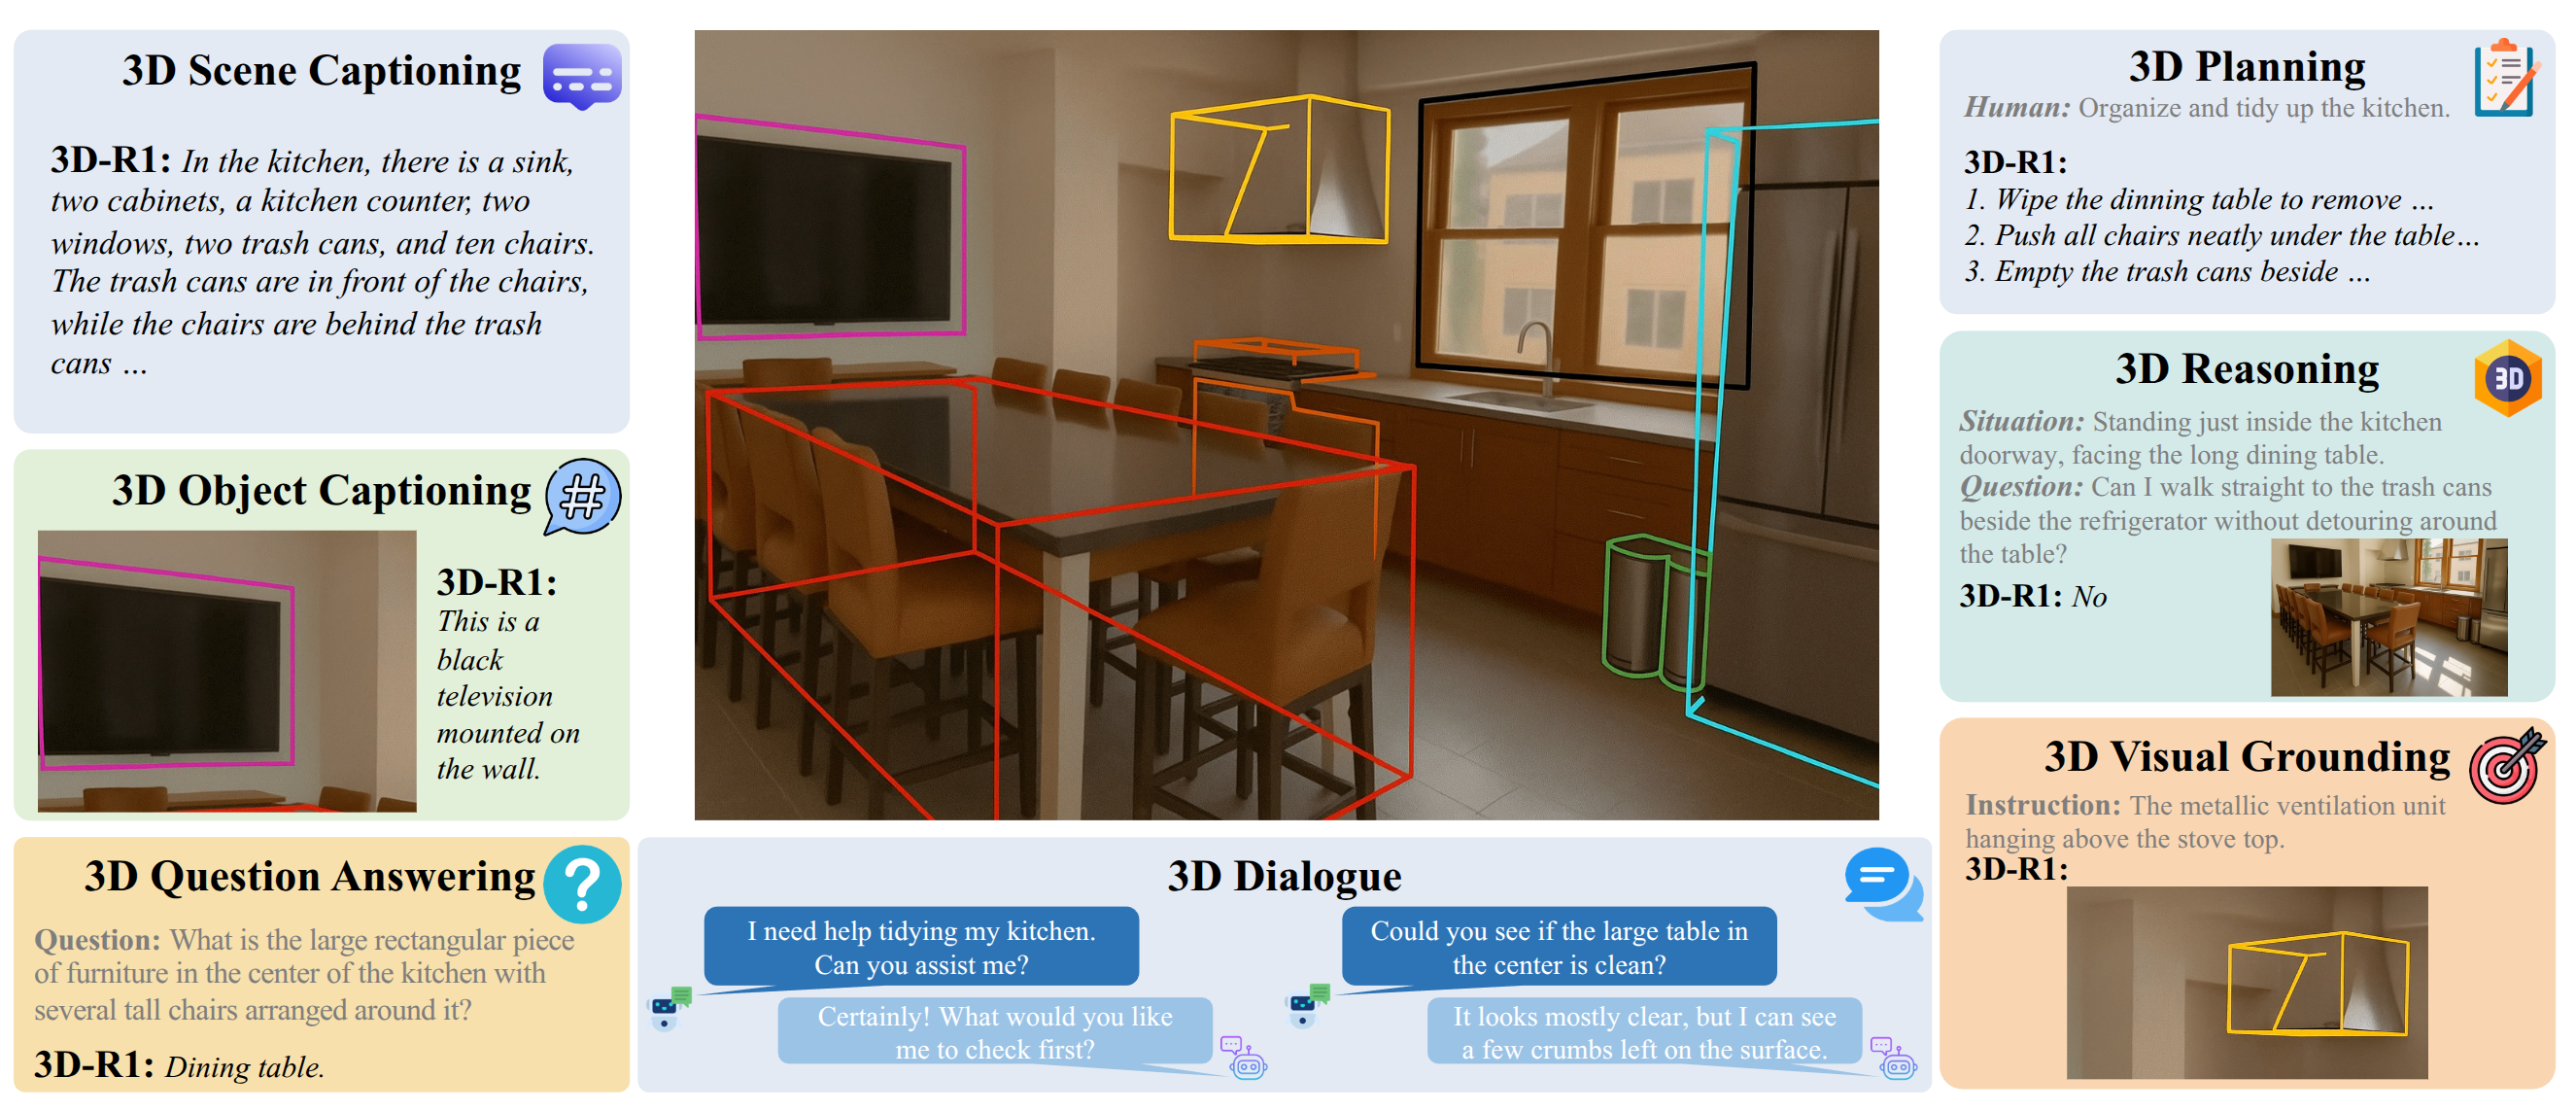 3D Scene Captioning
3D-R1: In the kitchen, there is a sink,
two cabinets, a kitchen counter, two
windows, two trash cans, and ten chairs.
The trash cans are in front of the chairs,
while the chairs are behind the trash
cans ...
3D Object Captioning
#
3D-R1:
This is a
black
television
mounted on
the wall.
3D Question Answering
?
Question: What is the large rectangular piece
of furniture in the center of the kitchen with
several tall chairs arranged around it?
3D-R1: Dining table.
3D Dialogue
I need help tidying my kitchen.
Can you assist me?
Certainly! What would you like
me to check first?
Could you see if the large table in
the center is clean?
It looks mostly clear, but I can see
a few crumbs left on the surface.
3D Planning
Human: Organize and tidy up the kitchen.
3D-R1:
1. Wipe the dinning table to remove ...
2. Push all chairs neatly under the table...
3. Empty the trash cans beside ...
3D Reasoning
3D
Situation: Standing just inside the kitchen
doorway, facing the long dining table.
Question: Can I walk straight to the trash cans
beside the refrigerator without detouring around
the table?
3D-R1: No
3D Visual Grounding
Instruction: The metallic ventilation unit
hanging above the stove top.
3D-R1: